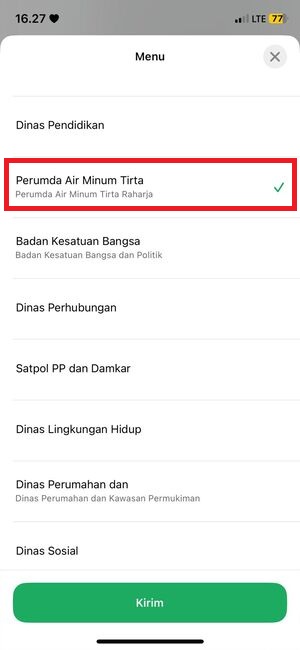 16.27 LTE 77
Menu
Dinas Pendidikan
Perumda Air Minum Tirta
Perumda Air Minum Tirta Raharja
Badan Kesatuan Bangsa
Badan Kesatuan Bangsa dan Politik
Dinas Perhubungan
Satpol PP dan Damkar
Dinas Lingkungan Hidup
Dinas Perumahan dan
Dinas Perumahan dan Kawasan Permukiman
Dinas Sosial
Kirim